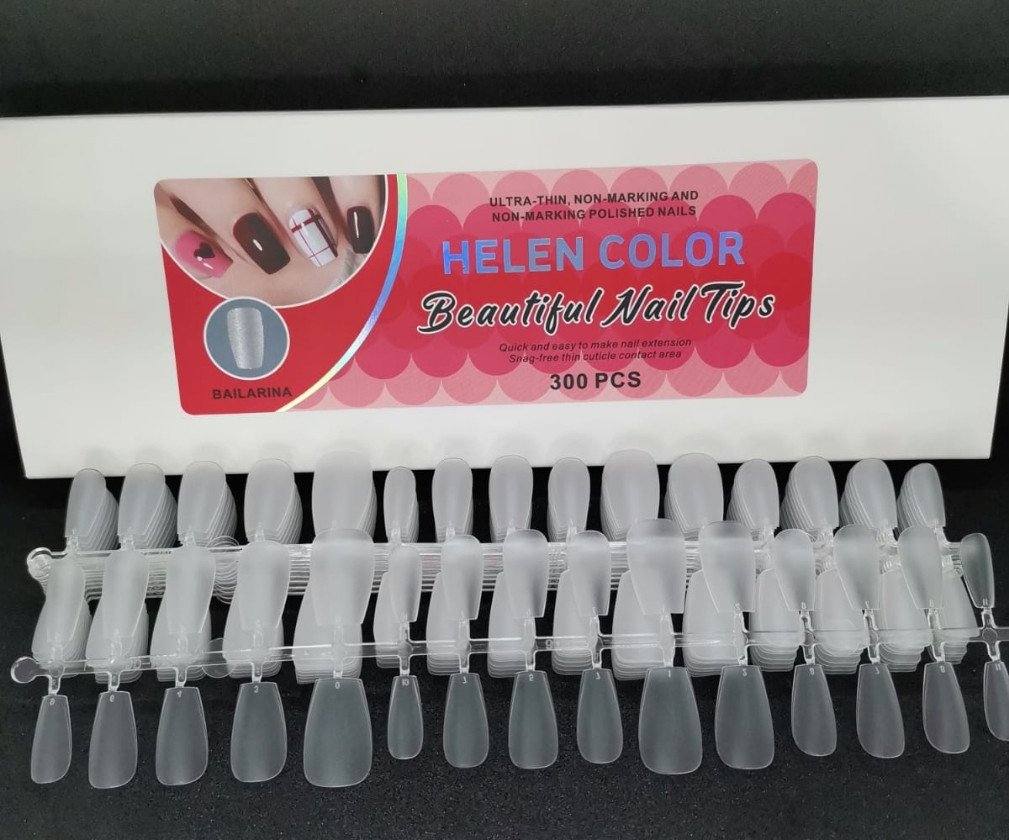 ULTRA-THIN, NON-MARKING AND
NON-MARKING POLISHED NAILS
HELEN COLOR
Beautiful Nail Tips
Quick and easy to make nail extension
Snag-free thin cuticle contact area
300 PCS
BAILARINA